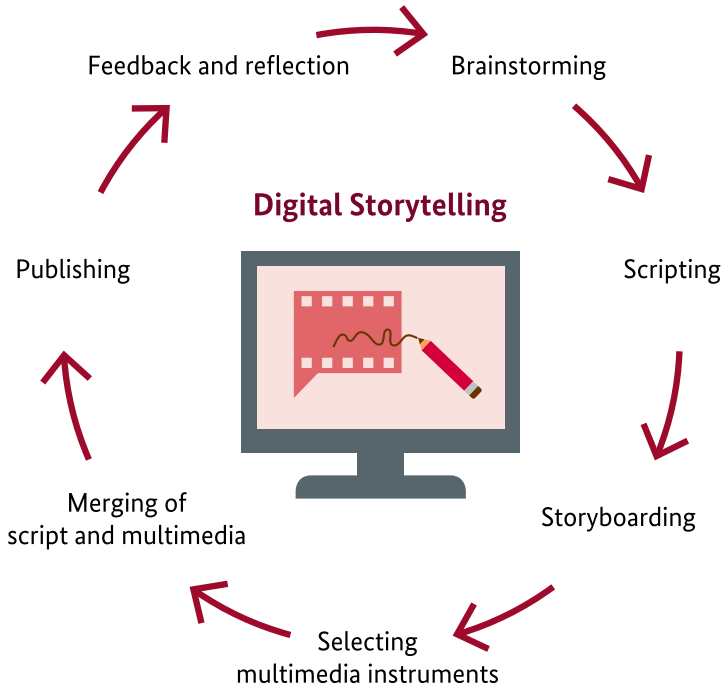 Feedback and reflection
Brainstorming
Digital Storytelling
Publishing
Scripting
Merging of
script and multimedia
Storyboarding
Selecting
multimedia instruments